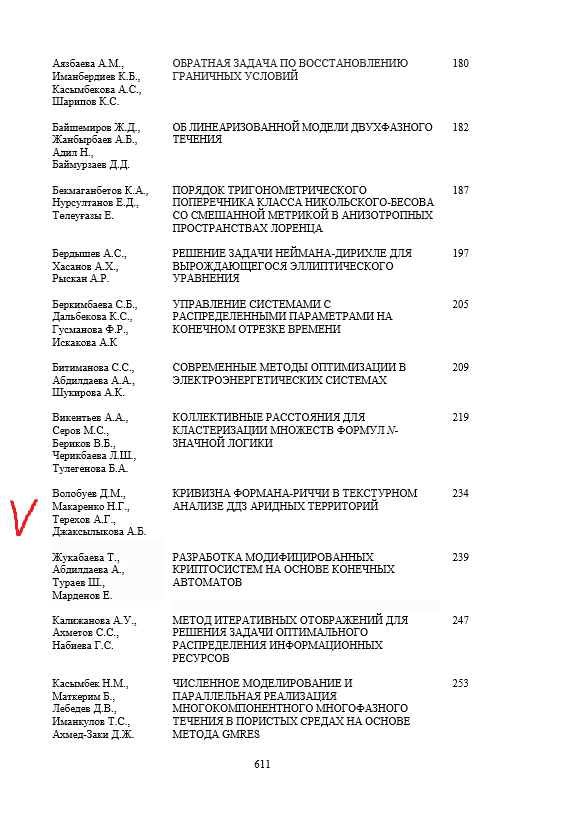 Аязбаева А.М., ОБРАТНАЯ ЗАДАЧА ПО ВОССТАНОВЛЕНИЮ 180
Иманбердиев К.Б., ГРАНИЧНЫХ УСЛОВИЙ
Касымбекова А.С.,
Шарипов К.С.
Байшемиров Ж.Д., ОБ ЛИНЕАРИЗОВАННОЙ МОДЕЛИ ДВУХФАЗНОГО 182
Жанбырбаев А.Б., ТЕЧЕНИЯ
Адил Н.,
Баймурзаев Д.Д.
Бекмаганбетов К.А., ПОРЯДОК ТРИГОНОМЕТРИЧЕСКОГО 187
Нурсултанов Е.Д., ПОПЕРЕЧНИКА КЛАССА НИКОЛЬСКОГО-БЕСОВА
Төлеуғазы Е. СО СМЕШАННОЙ МЕТРИКОЙ В АНИЗОТРОПНЫХ
ПРОСТРАНСТВАХ ЛОРЕНЦА
Бердышев А.С., РЕШЕНИЕ ЗАДАЧИ НЕЙМАНА-ДИРИХЛЕ ДЛЯ 197
Хасанов А.Х., ВЫРОЖДАЮЩЕГОСЯ ЭЛЛИПТИЧЕСКОГО
Рыскан А.Р. УРАВНЕНИЯ
Беркимбаева С.Б., УПРАВЛЕНИЕ СИСТЕМАМИ С 205
Дальбекова К.С., РАСПРЕДЕЛЕННЫМИ ПАРАМЕТРАМИ НА
Гусманова Ф.Р., КОНЕЧНОМ ОТРЕЗКЕ ВРЕМЕНИ
Искакова А.К
Битиманова С.С., СОВРЕМЕННЫЕ МЕТОДЫ ОПТИМИЗАЦИИ В 209
Абдилдаева А.А., ЭЛЕКТРОЭНЕРГЕТИЧЕСКИХ СИСТЕМАХ
Шукирова А.К.
Викентьев А.А., КОЛЛЕКТИВНЫЕ РАССТОЯНИЯ ДЛЯ 219
Серов М.С., КЛАСТЕРИЗАЦИИ МНОЖЕСТВ ФОРМУЛ N-
Бериков В.Б., ЗНАЧНОЙ ЛОГИКИ
Черикбаева Л.Ш.,
Тулегенова Б.А.
Волобуев Д.М., КРИВИЗНА ФОРМАНА-РИЧЧИ В ТЕКСТУРНОМ 234
Макаренко Н.Г., АНАЛИЗЕ ДДЗ АРИДНЫХ ТЕРРИТОРИЙ
Терехов А.Г.,
Джаксылыкова А.Б.
Жукабаева Т., РАЗРАБОТКА МОДИФИЦИРОВАННЫХ 239
Абдилдаева А., КРИПТОСИСТЕМ НА ОСНОВЕ КОНЕЧНЫХ
Тураев Ш., АВТОМАТОВ
Марденов Е.
Калижанова А.У., МЕТОД ИТЕРАТИВНЫХ ОТОБРАЖЕНИЙ ДЛЯ 247
Ахметов С.С., РЕШЕНИЯ ЗАДАЧИ ОПТИМАЛЬНОГО
Набиева Г.С. РАСПРЕДЕЛЕНИЯ ИНФОРМАЦИОННЫХ
РЕСУРСОВ
Касымбек Н.М., ЧИСЛЕННОЕ МОДЕЛИРОВАНИЕ И 253
Маткерим Б., ПАРАЛЛЕЛЬНАЯ РЕАЛИЗАЦИЯ
Лебедев Д.В., МНОГОКОМПОНЕНТНОГО МНОГОФАЗНОГО
Иманкулов Т.С., ТЕЧЕНИЯ В ПОРИСТЫХ СРЕДАХ НА ОСНОВЕ
Ахмед-Заки Д.Ж. МЕТОДА GMRES
611